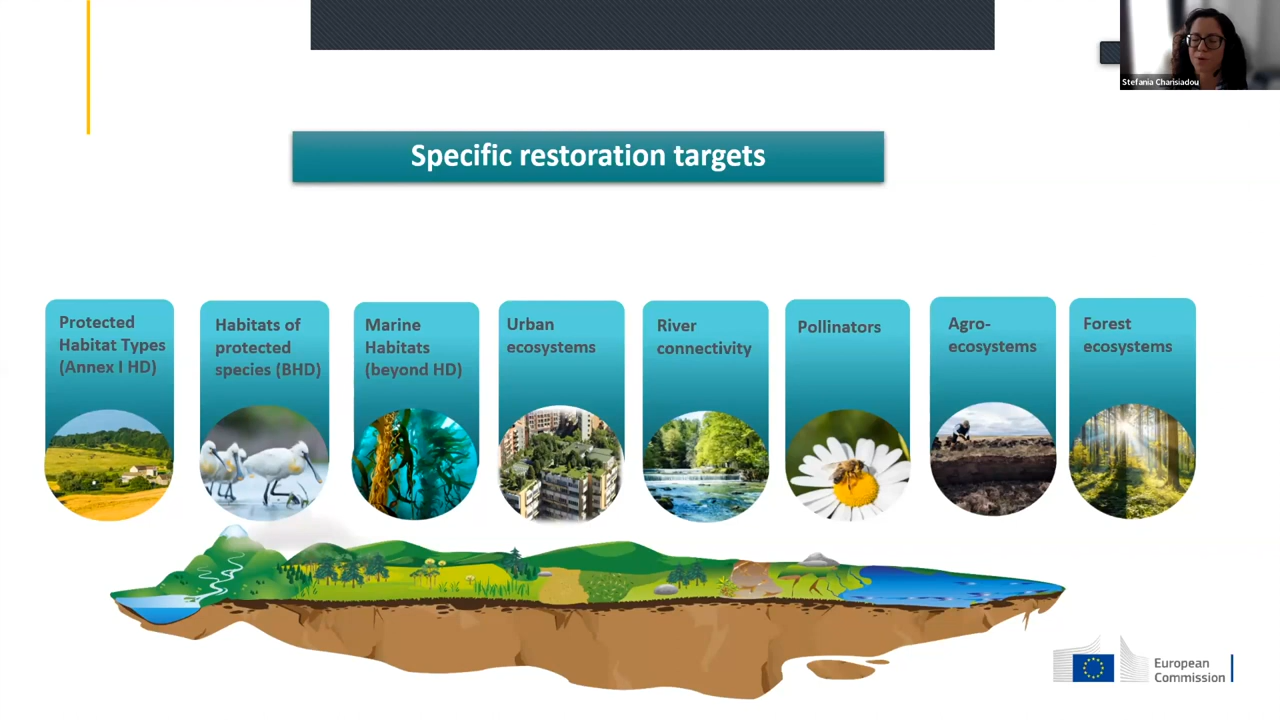 Stefania Charisiadou
Specific restoration targets
Protected
Habitat Types
(Annex I HD)
Habitats of
protected
species (BHD)
Marine
Habitats
(beyond HD)
Urban
ecosystems
River
connectivity
Pollinators
Agro-
ecosystems
Forest
ecosystems
European
Commission